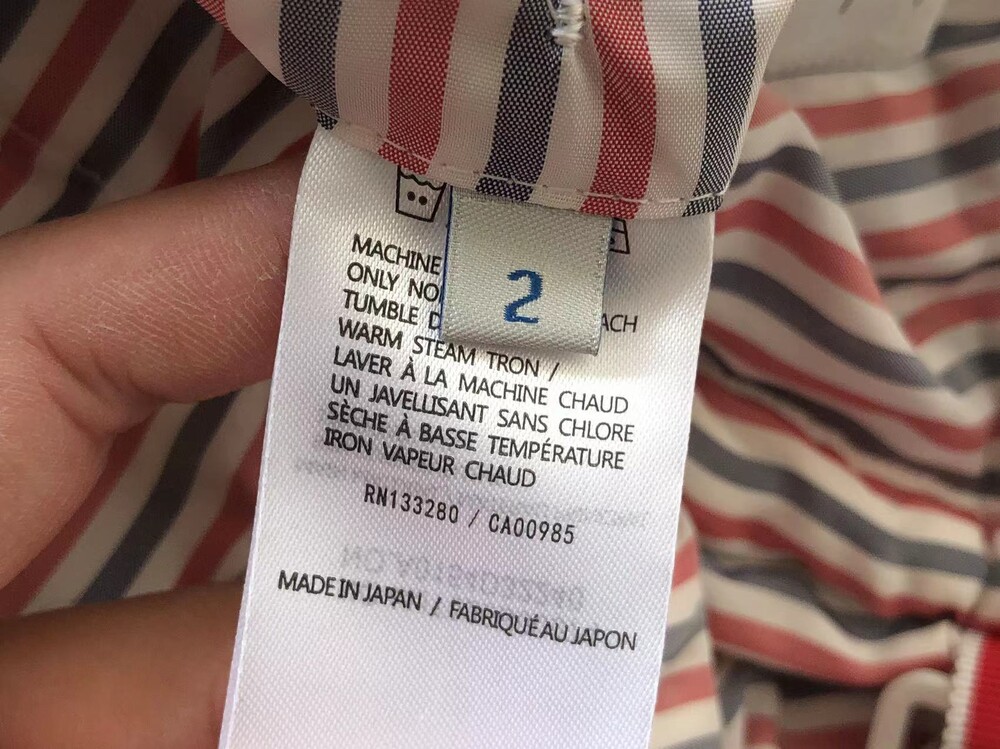 2
MACHINE
ONLY NO
TUMBLE
WARM STEAM TRON /
LAVER À LA MACHINE CHAUD
UN JAVELLISANT SANS CHLORE
SÈCHE À BASSE TEMPÉRATURE
IRON VAPEUR CHAUD
RN133280 / CA00985
MADE IN JAPAN / FABRIQUÉ AU JAPON